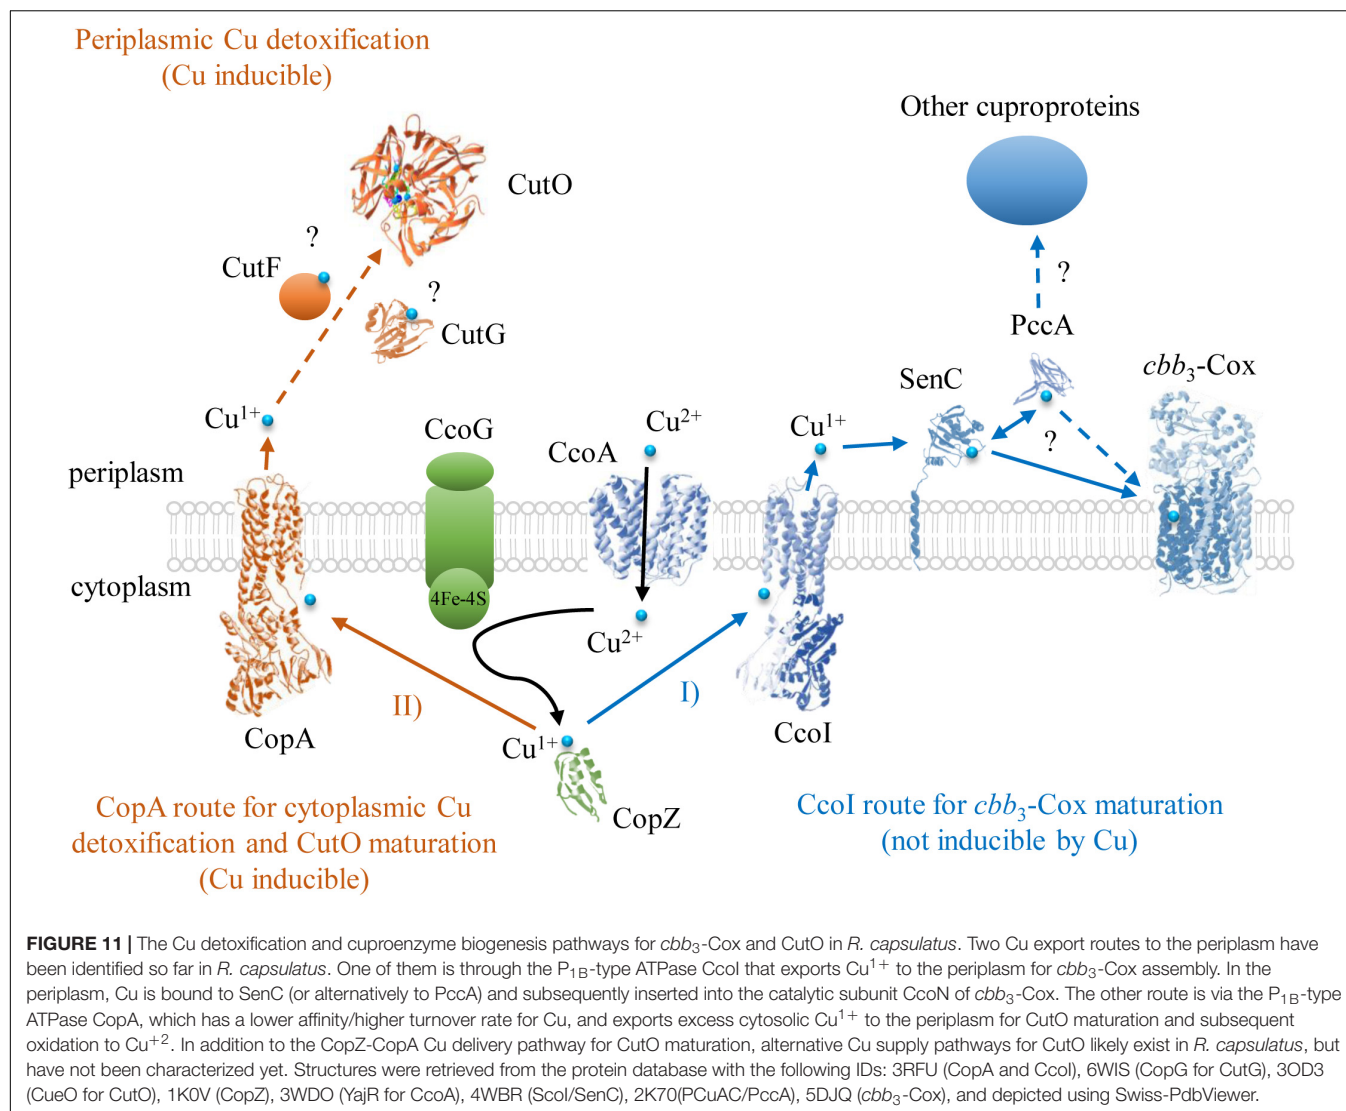 Periplasmic Cu detoxification
(Cu inducible)
Other cuproproteins
CutO
?
CutF
?
CutG
?
PccA
cbb₃-Cox
SenC
Cu¹⁺
CcoG
Cu²⁺
CcoA
Cu¹⁺
?
periplasm
cytoplasm
4Fe-4S
Cu²⁺
II)
I)
CopA
Cu¹⁺
CcoI
CopZ
CopA route for cytoplasmic Cu
detoxification and CutO maturation
(Cu inducible)
CcoI route for cbb₃-Cox maturation
(not inducible by Cu)
FIGURE 11 | The Cu detoxification and cuproenzyme biogenesis pathways for cbb₃-Cox and CutO in R. capsulatus. Two Cu export routes to the periplasm have
been identified so far in R. capsulatus. One of them is through the P₁B-type ATPase CcoI that exports Cu¹⁺ to the periplasm for cbb₃-Cox assembly. In the
periplasm, Cu is bound to SenC (or alternatively to PccA) and subsequently inserted into the catalytic subunit CcoN of cbb₃-Cox. The other route is via the P₁B-type
ATPase CopA, which has a lower affinity/higher turnover rate for Cu, and exports excess cytosolic Cu¹⁺ to the periplasm for CutO maturation and subsequent
oxidation to Cu⁺². In addition to the CopZ-CopA Cu delivery pathway for CutO maturation, alternative Cu supply pathways for CutO likely exist in R. capsulatus, but
have not been characterized yet. Structures were retrieved from the protein database with the following IDs: 3RFU (CopA and CcoI), 6WIS (CopG for CutG), 3OD3
(CueO for CutO), 1K0V (CopZ), 3WDO (YajR for CcoA), 4WBR (ScoI/SenC), 2K70(PCuAC/PccA), 5DJQ (cbb₃-Cox), and depicted using Swiss-PdbViewer.